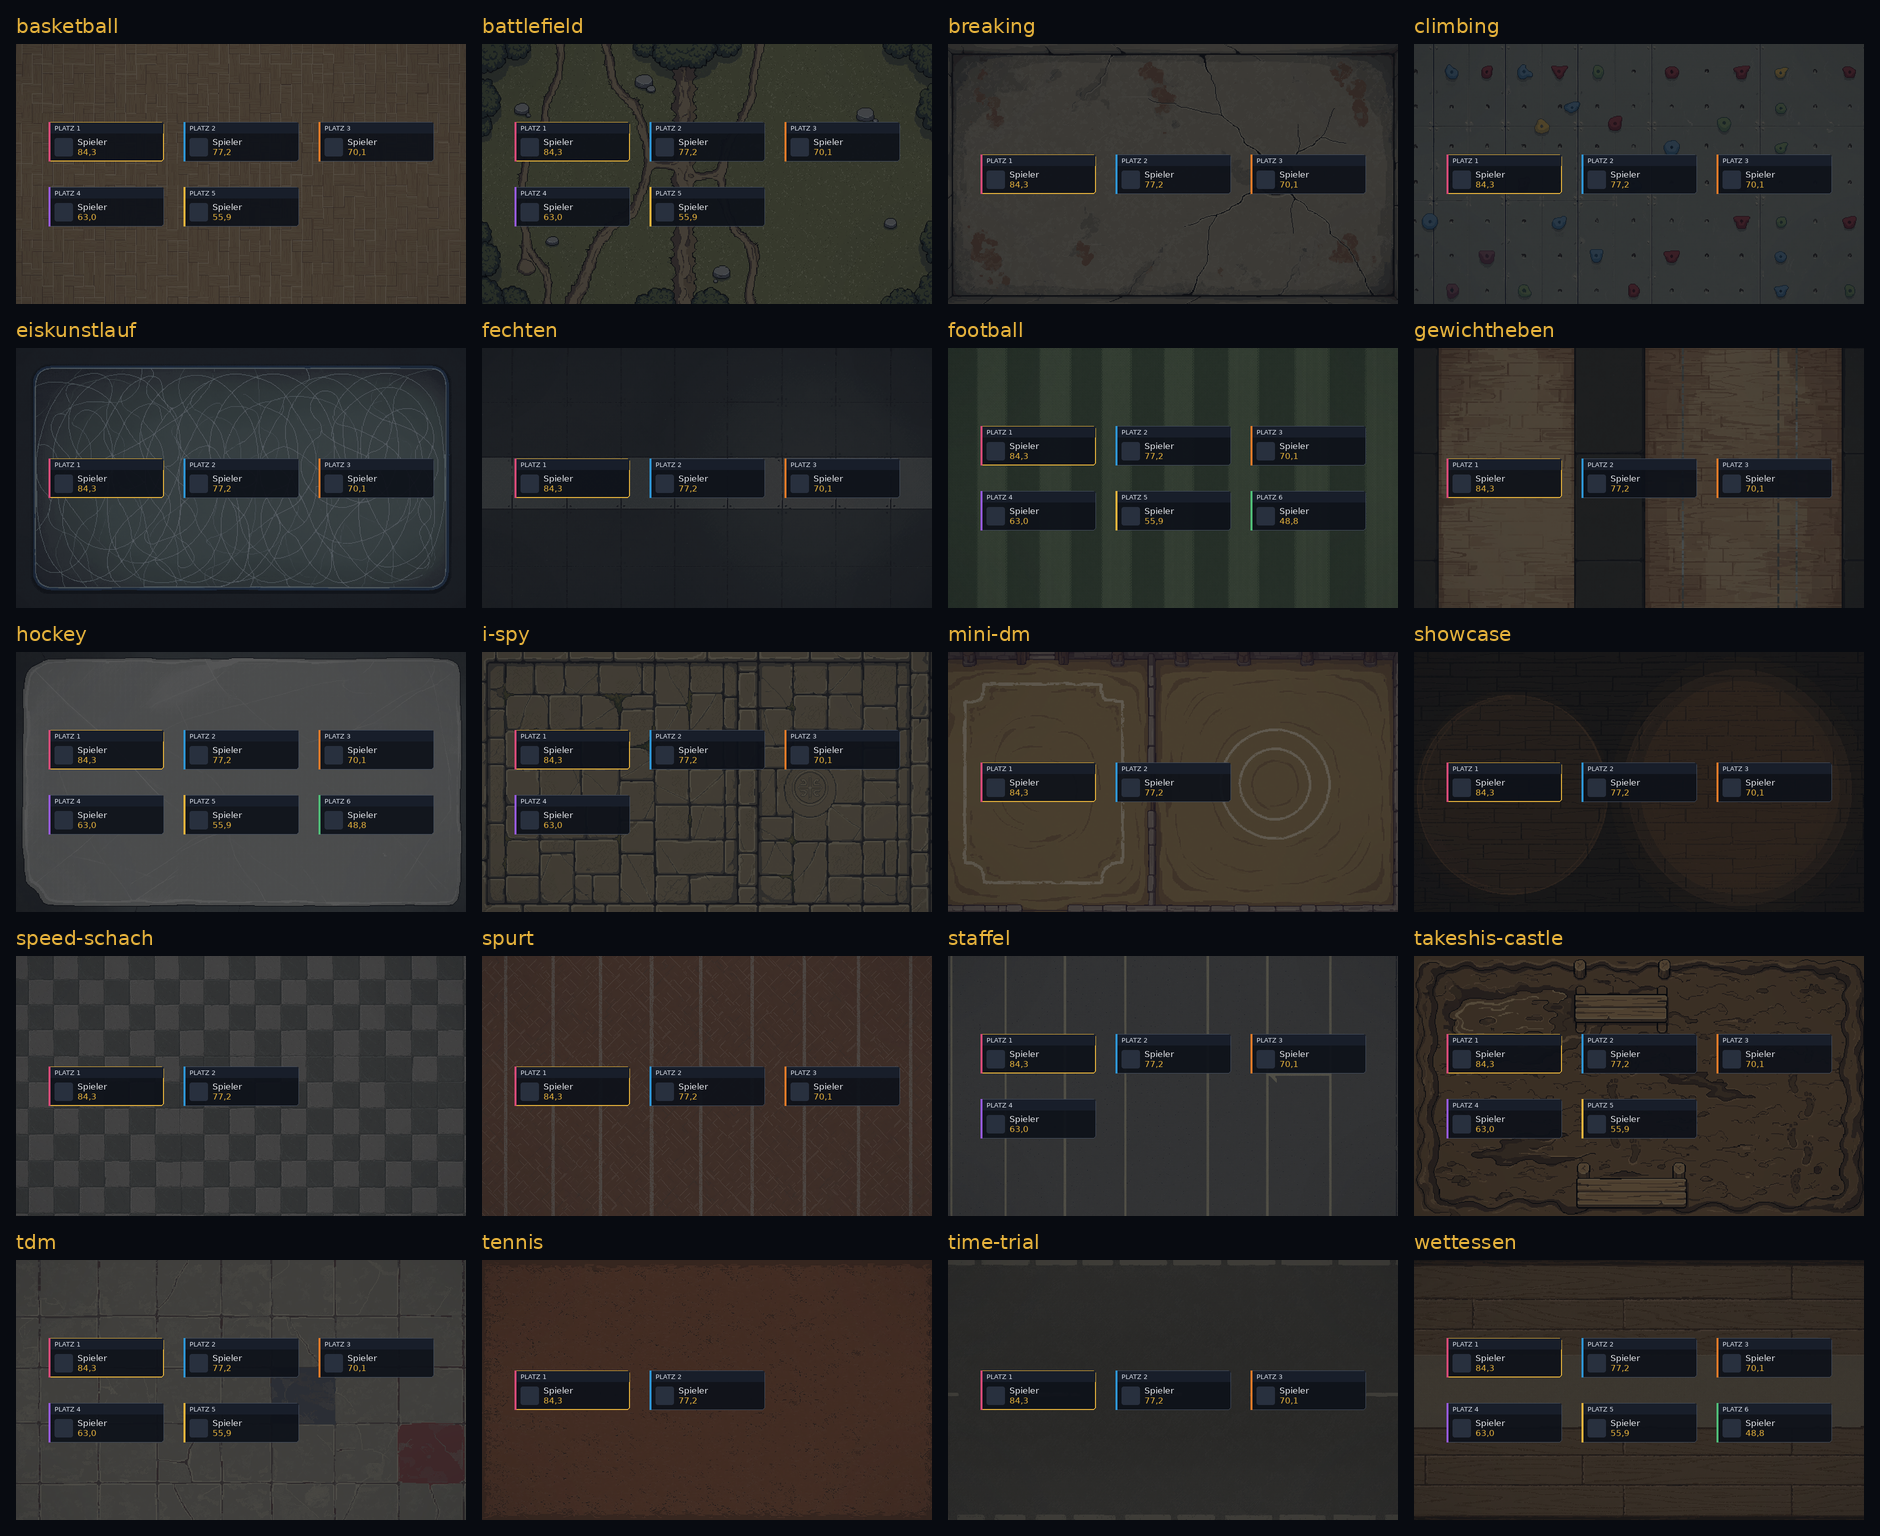 basketball
PLATZ 1
Spieler
84,3
PLATZ 2
Spieler
77,2
PLATZ 3
Spieler
70,1
PLATZ 4
Spieler
63,0
PLATZ 5
Spieler
55,9
battlefield
PLATZ 1
Spieler
84,3
PLATZ 2
Spieler
77,2
PLATZ 3
Spieler
70,1
PLATZ 4
Spieler
63,0
PLATZ 5
Spieler
55,9
breaking
PLATZ 1
Spieler
84,3
PLATZ 2
Spieler
77,2
PLATZ 3
Spieler
70,1
climbing
PLATZ 1
Spieler
84,3
PLATZ 2
Spieler
77,2
PLATZ 3
Spieler
70,1
eiskunstlauf
PLATZ 1
Spieler
84,3
PLATZ 2
Spieler
77,2
PLATZ 3
Spieler
70,1
fechten
PLATZ 1
Spieler
84,3
PLATZ 2
Spieler
77,2
PLATZ 3
Spieler
70,1
football
PLATZ 1
Spieler
84,3
PLATZ 2
Spieler
77,2
PLATZ 3
Spieler
70,1
PLATZ 4
Spieler
63,0
PLATZ 5
Spieler
55,9
PLATZ 6
Spieler
48,8
gewichtheben
PLATZ 1
Spieler
84,3
PLATZ 2
Spieler
77,2
PLATZ 3
Spieler
70,1
hockey
PLATZ 1
Spieler
84,3
PLATZ 2
Spieler
77,2
PLATZ 3
Spieler
70,1
PLATZ 4
Spieler
63,0
PLATZ 5
Spieler
55,9
PLATZ 6
Spieler
48,8
i-spy
PLATZ 1
Spieler
84,3
PLATZ 2
Spieler
77,2
PLATZ 3
Spieler
70,1
PLATZ 4
Spieler
63,0
mini-dm
PLATZ 1
Spieler
84,3
PLATZ 2
Spieler
77,2
showcase
PLATZ 1
Spieler
84,3
PLATZ 2
Spieler
77,2
PLATZ 3
Spieler
70,1
speed-schach
PLATZ 1
Spieler
84,3
PLATZ 2
Spieler
77,2
spurt
PLATZ 1
Spieler
84,3
PLATZ 2
Spieler
77,2
PLATZ 3
Spieler
70,1
staffel
PLATZ 1
Spieler
84,3
PLATZ 2
Spieler
77,2
PLATZ 3
Spieler
70,1
PLATZ 4
Spieler
63,0
takeshis-castle
PLATZ 1
Spieler
84,3
PLATZ 2
Spieler
77,2
PLATZ 3
Spieler
70,1
PLATZ 4
Spieler
63,0
PLATZ 5
Spieler
55,9
tdm
PLATZ 1
Spieler
84,3
PLATZ 2
Spieler
77,2
PLATZ 3
Spieler
70,1
PLATZ 4
Spieler
63,0
PLATZ 5
Spieler
55,9
tennis
PLATZ 1
Spieler
84,3
PLATZ 2
Spieler
77,2
time-trial
PLATZ 1
Spieler
84,3
PLATZ 2
Spieler
77,2
PLATZ 3
Spieler
70,1
wettessen
PLATZ 1
Spieler
84,3
PLATZ 2
Spieler
77,2
PLATZ 3
Spieler
70,1
PLATZ 4
Spieler
63,0
PLATZ 5
Spieler
55,9
PLATZ 6
Spieler
48,8